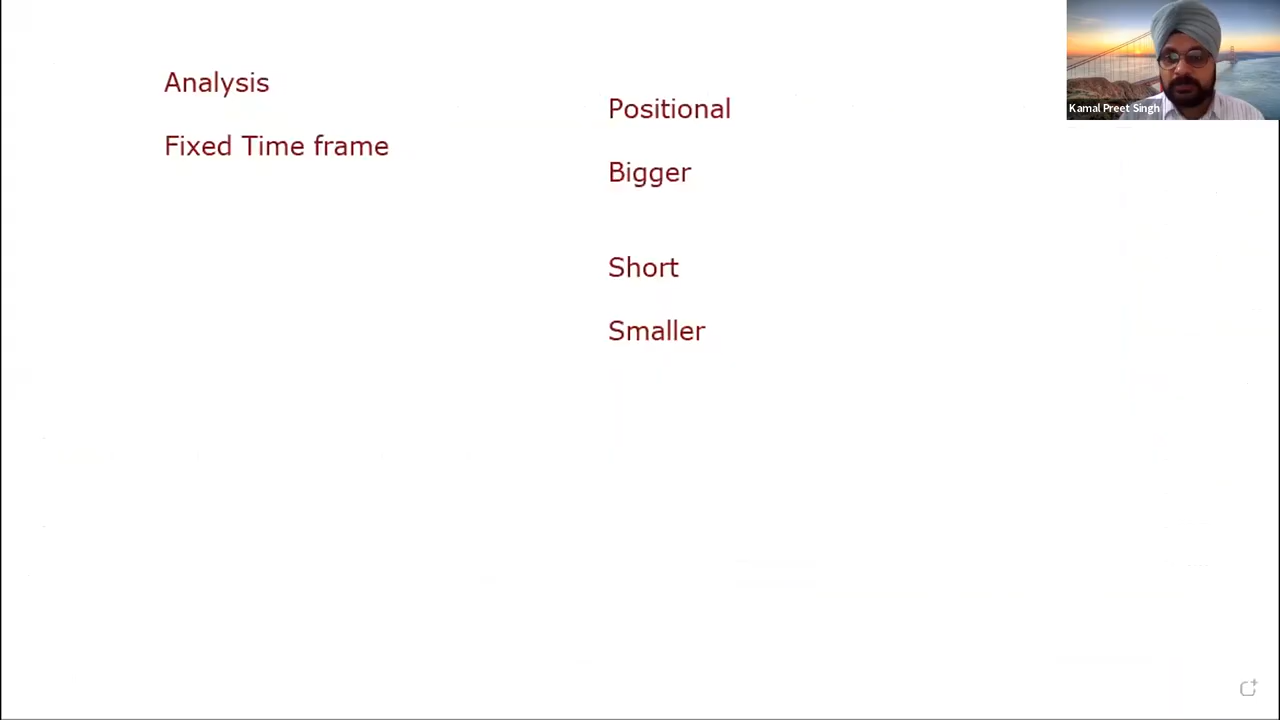 Analysis
Fixed Time frame
Positional
Bigger
Short
Smaller
Kamal Preet Singh